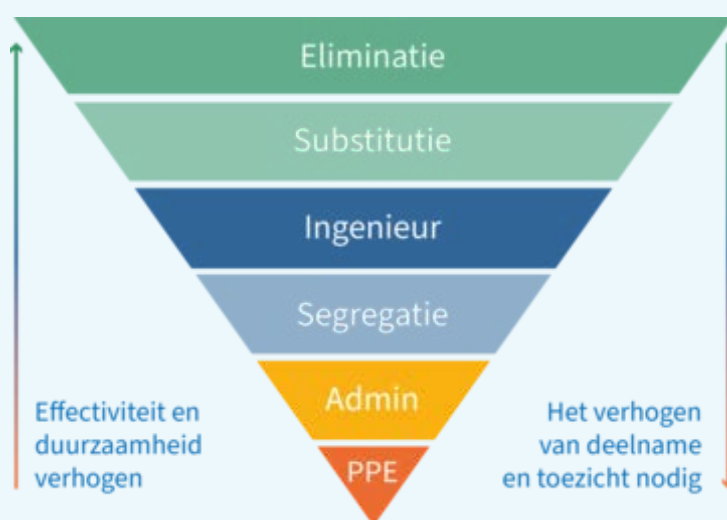 Eliminatie
Substitutie
Ingenieur
Segregatie
Admin
PPE
Effectiviteit en
duurzaamheid
verhogen
Het verhogen
van deelname
en toezicht nodig